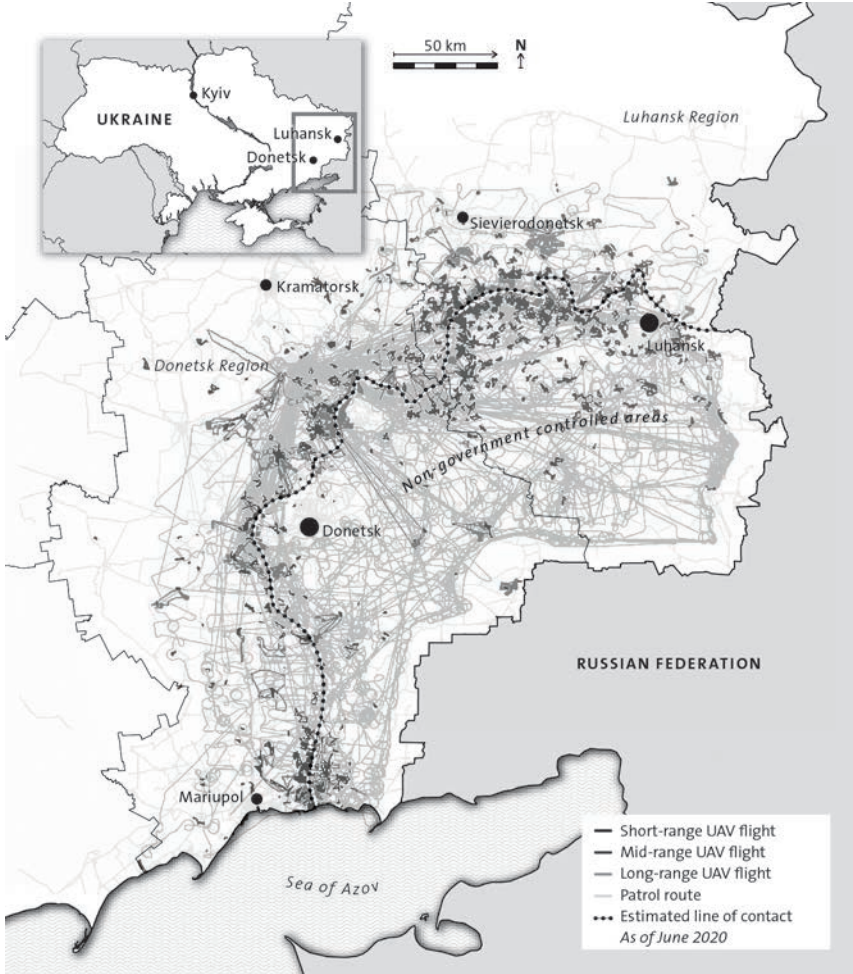 50 km
N
Kyiv
UKRAINE
Luhansk
Donetsk
Luhansk Region
Sievierodonetsk
Kramatorsk
Luhansk
Donetsk Region
Non-government controlled areas
Donetsk
RUSSIAN FEDERATION
Mariupol
Sea of Azov
Short-range UAV flight
Mid-range UAV flight
Long-range UAV flight
Patrol route
Estimated line of contact
As of June 2020